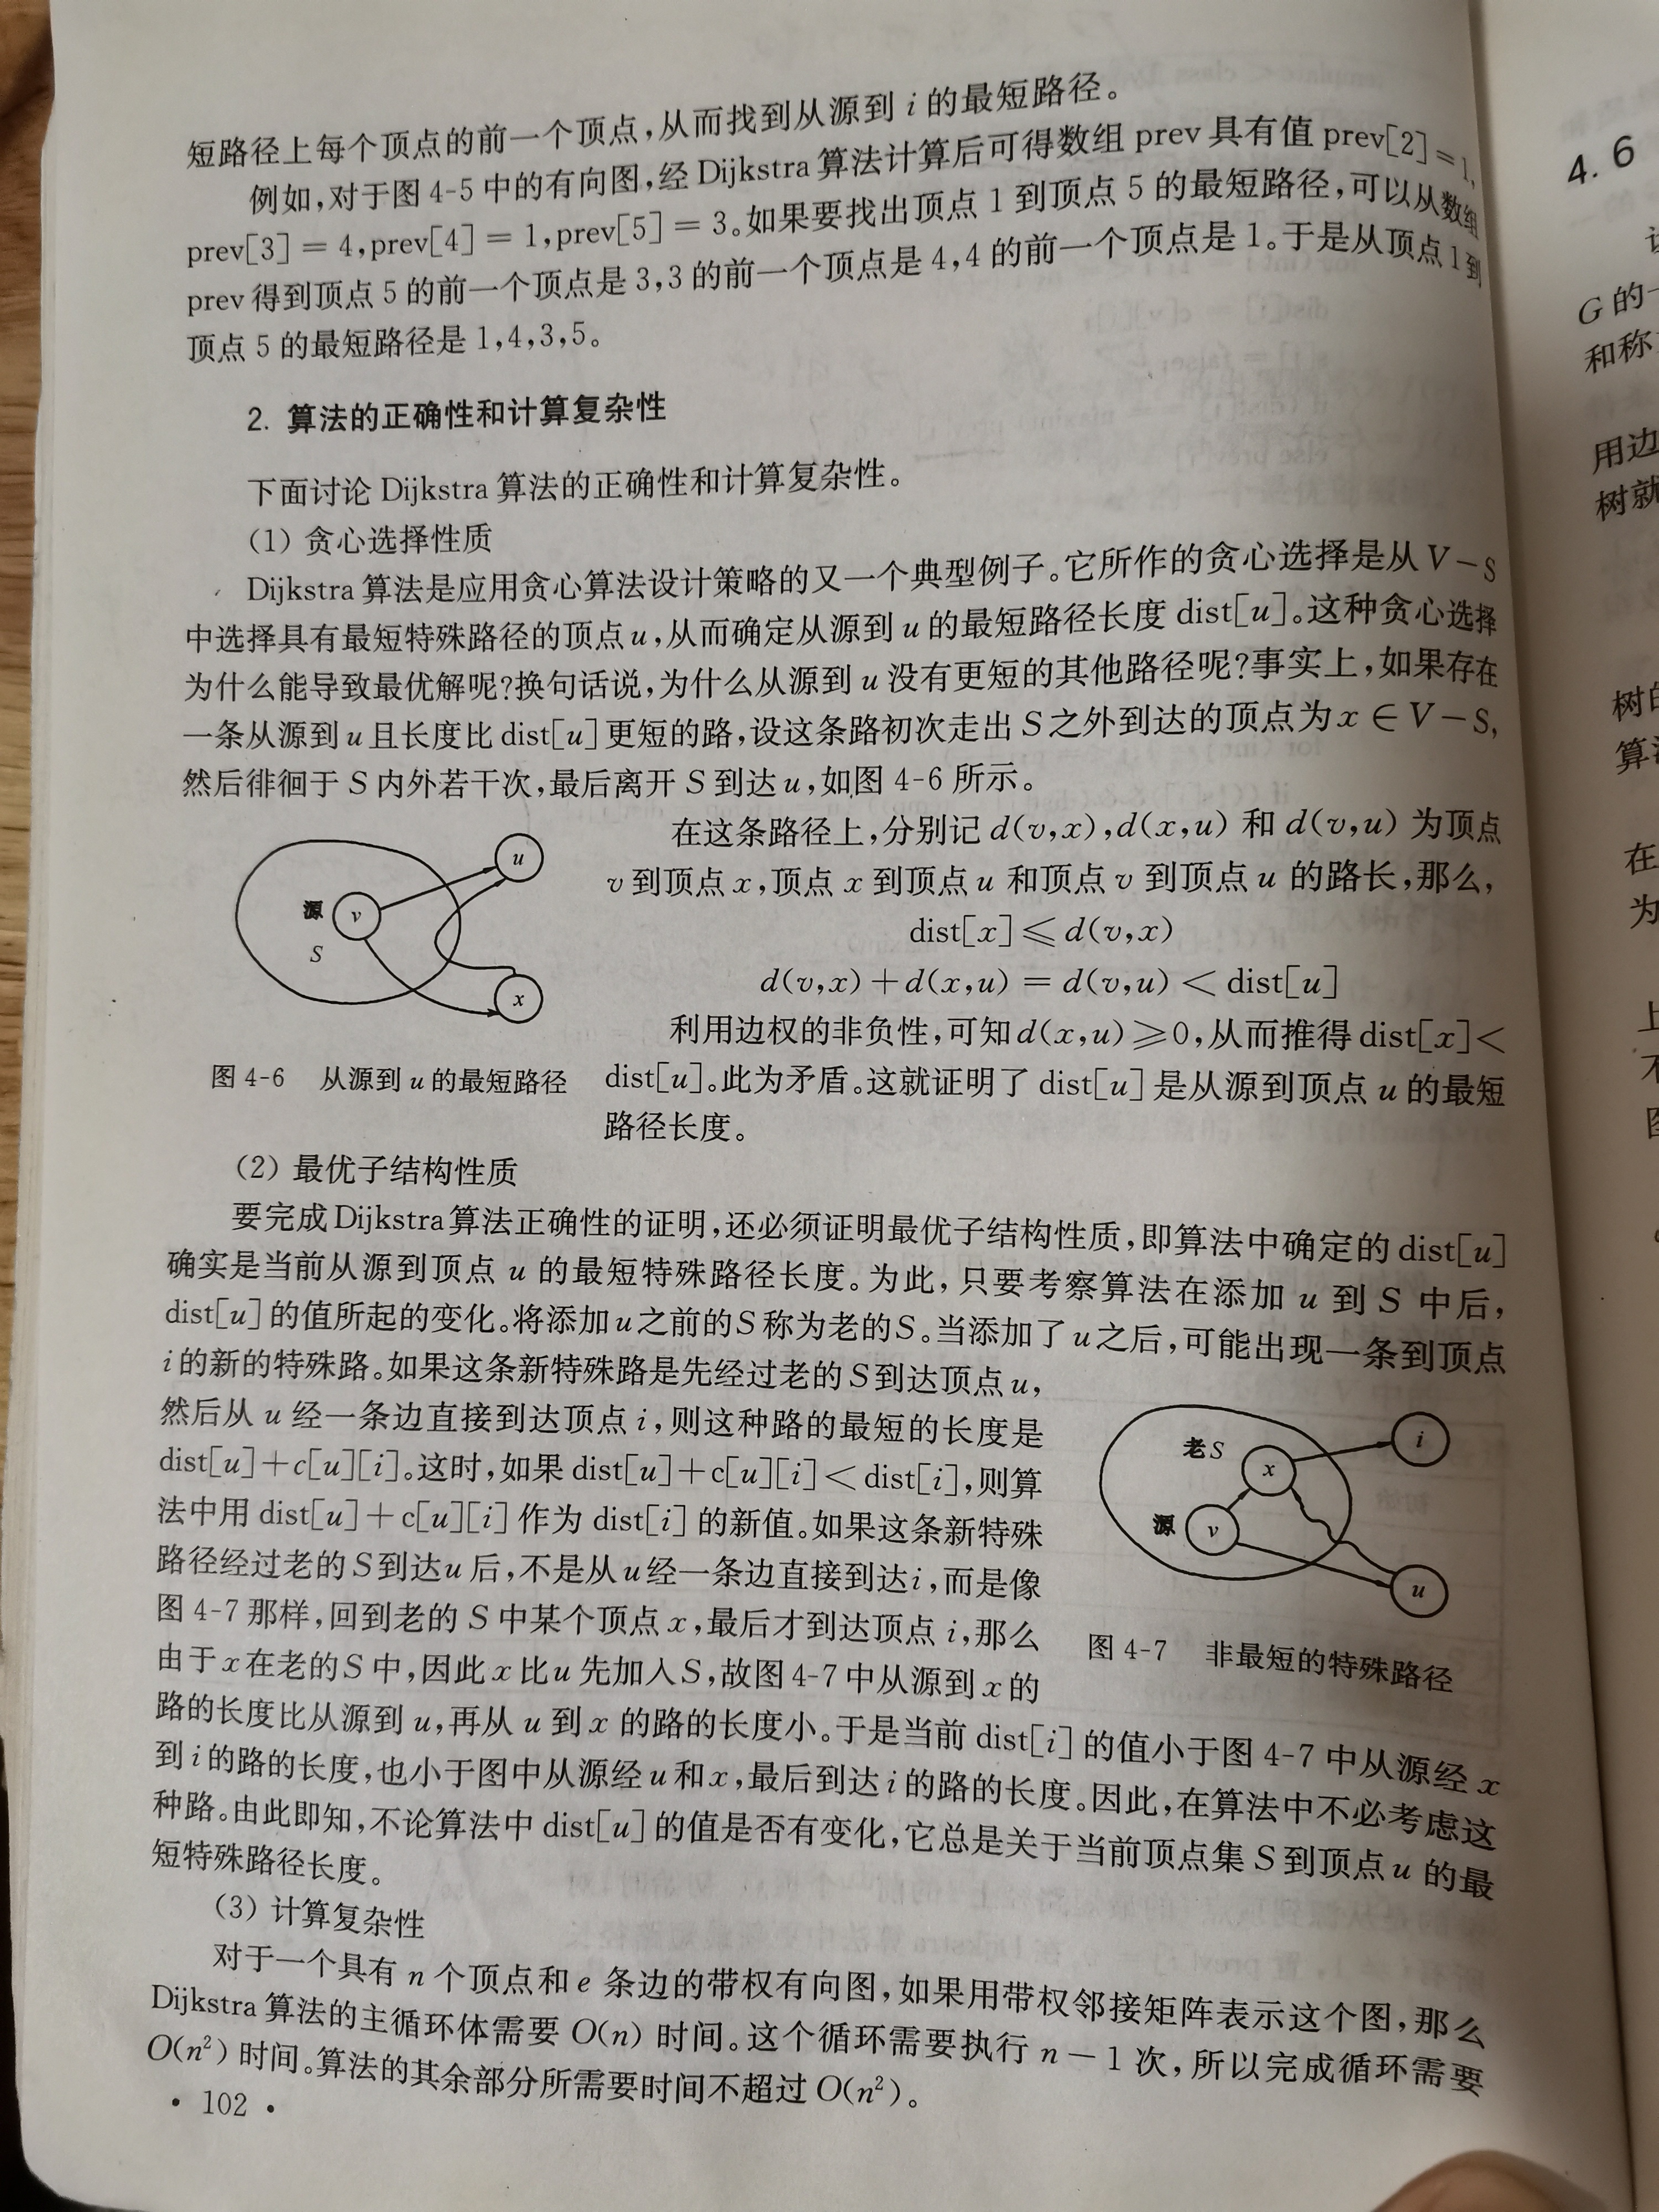 短路径上每个顶点的前一个顶点,从而找到从源到 i 的最短路径。
例如,对于图 4-5 中的有向图,经 Dijkstra 算法计算后可得数组 prev 具有值 prev[2]=1,
prev[3] = 4,prev[4] = 1,prev[5] = 3。如果要找出顶点 1 到顶点 5 的最短路径,可以从数组
prev 得到顶点 5 的前一个顶点是 3,3 的前一个顶点是 4,4 的前一个顶点是 1。于是从顶点 1 到
顶点 5 的最短路径是 1,4,3,5。
2. 算法的正确性和计算复杂性
下面讨论 Dijkstra 算法的正确性和计算复杂性。
(1) 贪心选择性质
Dijkstra 算法是应用贪心算法设计策略的又一个典型例子。它所作的贪心选择是从 V-S
中选择具有最短特殊路径的顶点 u,从而确定从源到 u 的最短路径长度 dist[u]。这种贪心选择
为什么能导致最优解呢?换句话说,为什么从源到 u 没有更短的其他路径呢?事实上,如果存在
一条从源到 u 且长度比 dist[u] 更短的路,设这条路初次走出 S 之外到达的顶点为 x ∈ V-S,
然后徘徊于 S 内外若干次,最后离开 S 到达 u,如图 4-6 所示。
在这条路径上,分别记 d(v,x),d(x,u) 和 d(v,u) 为顶点
v 到顶点 x,顶点 x 到顶点 u 和顶点 v 到顶点 u 的路长,那么,
dist[x] ≤ d(v,x)
d(v,x)+d(x,u) = d(v,u) < dist[u]
利用边权的非负性,可知 d(x,u) ≥ 0,从而推得 dist[x]<
dist[u]。此为矛盾。这就证明了 dist[u] 是从源到顶点 u 的最短
路径长度。
u
源 v
S
x
图 4-6 从源到 u 的最短路径
(2) 最优子结构性质
要完成 Dijkstra 算法正确性的证明,还必须证明最优子结构性质,即算法中确定的 dist[u]
确实是当前从源到顶点 u 的最短特殊路径长度。为此,只要考察算法在添加 u 到 S 中后,
dist[u] 的值所起的变化。将添加 u 之前的 S 称为老的 S。当添加了 u 之后,可能出现一条到顶点
i 的新的特殊路。如果这条新特殊路是先经过老的 S 到达顶点 u,
然后从 u 经一条边直接到达顶点 i,则这种路的最短的长度是
dist[u]+c[u][i]。这时,如果 dist[u]+c[u][i]<dist[i],则算
法中用 dist[u]+c[u][i] 作为 dist[i] 的新值。如果这条新特殊
路径经过老的 S 到达 u 后,不是从 u 经一条边直接到达 i,而是像
图 4-7 那样,回到老的 S 中某个顶点 x,最后才到达顶点 i,那么
由于 x 在老的 S 中,因此 x 比 u 先加入 S,故图 4-7 中从源到 x 的
路的长度比从源到 u,再从 u 到 x 的路的长度小。于是当前 dist[i] 的值小于图 4-7 中从源经 x
到 i 的路的长度,也小于图中从源经 u 和 x,最后到达 i 的路的长度。因此,在算法中不必考虑这
种路。由此即知,不论算法中 dist[u] 的值是否有变化,它总是关于当前顶点集 S 到顶点 u 的最
短特殊路径长度。
老S
x
i
源 v
u
图 4-7 非最短的特殊路径
(3) 计算复杂性
对于一个具有 n 个顶点和 e 条边的带权有向图,如果用带权邻接矩阵表示这个图,那么
Dijkstra 算法的主循环体需要 O(n) 时间。这个循环需要执行 n-1 次,所以完成循环需要
O(n²) 时间。算法的其余部分所需要时间不超过 O(n²)。
· 102 ·
4.6
G 的一
和称
用边
树就
树的
在
为